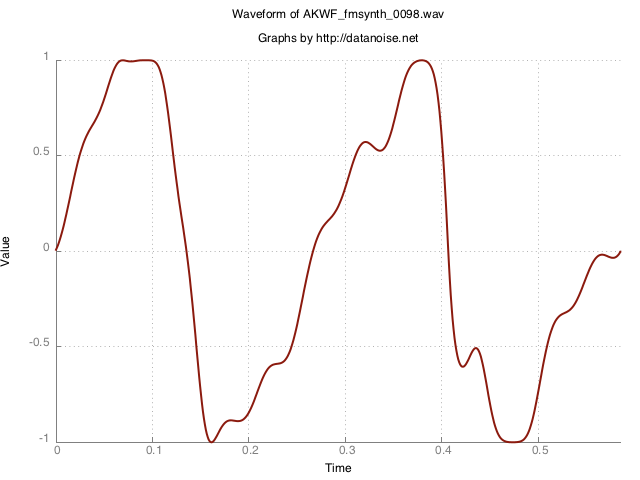 Waveform of AKWF_fmsynth_0098.wav
Graphs by http://datanoise.net
1
0.5
0
-0.5
-1
Value
0 0.1 0.2 0.3 0.4 0.5
Time